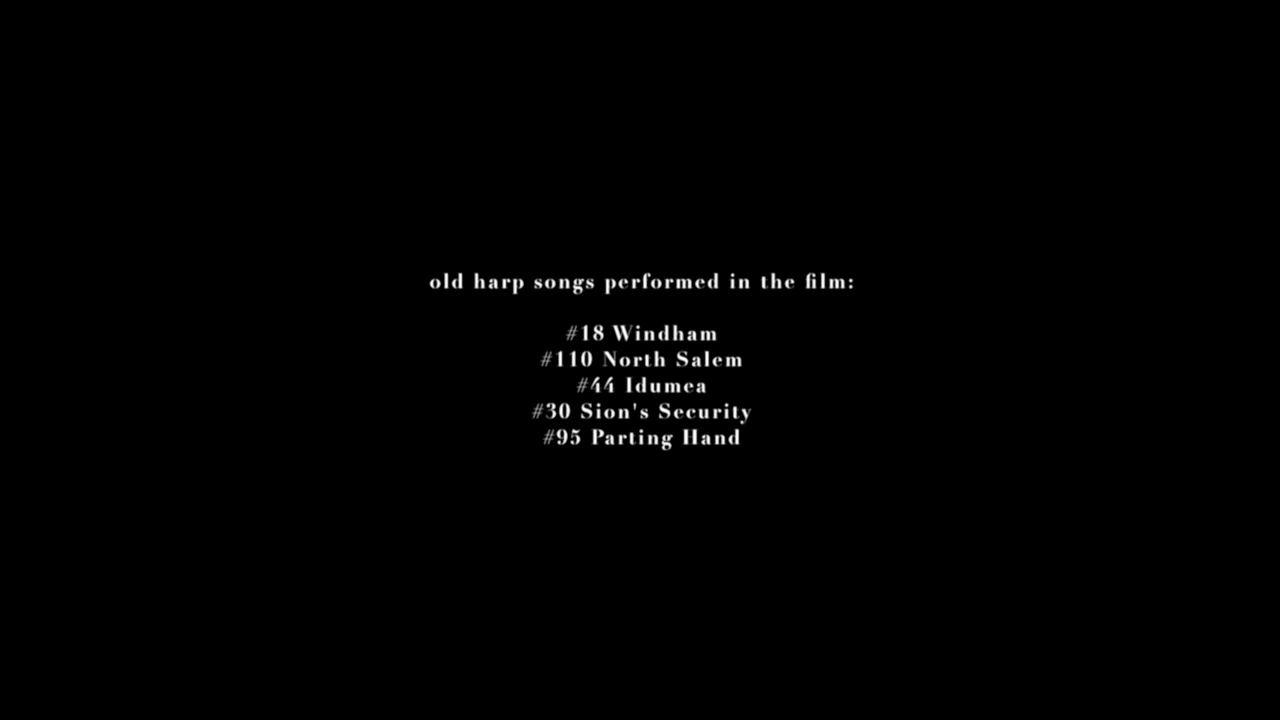 old harp songs performed in the film:
#18 Windham
#110 North Salem
#44 Idumea
#30 Sion's Security
#95 Parting Hand